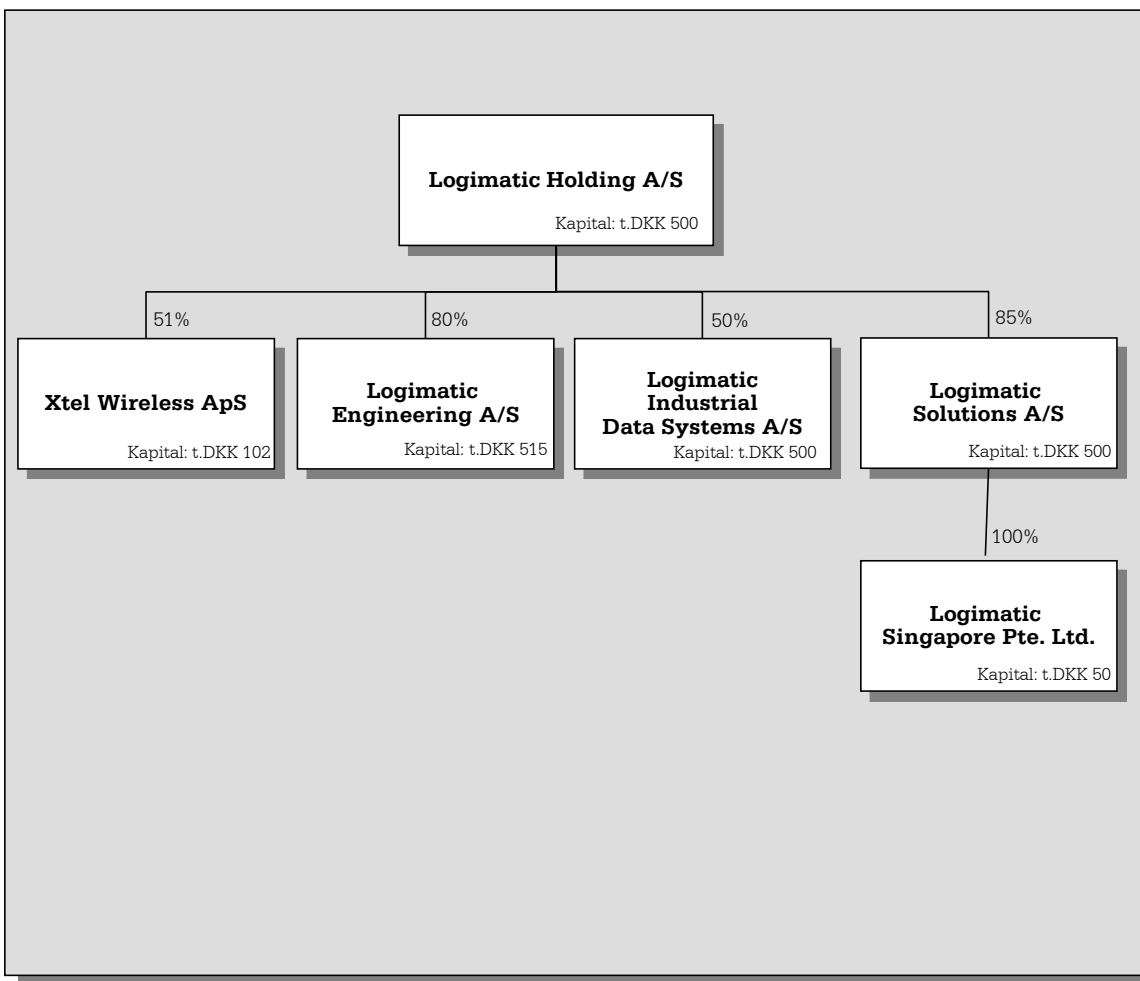 Logimatic Holding A/S
Kapital: t.DKK 500
51%
80%
50%
85%
Xtel Wireless ApS
Kapital: t.DKK 102
Logimatic
Engineering A/S
Kapital: t.DKK 515
Logimatic
Industrial
Data Systems A/S
Kapital: t.DKK 500
Logimatic
Solutions A/S
Kapital: t.DKK 500
100%
Logimatic
Singapore Pte. Ltd.
Kapital: t.DKK 50